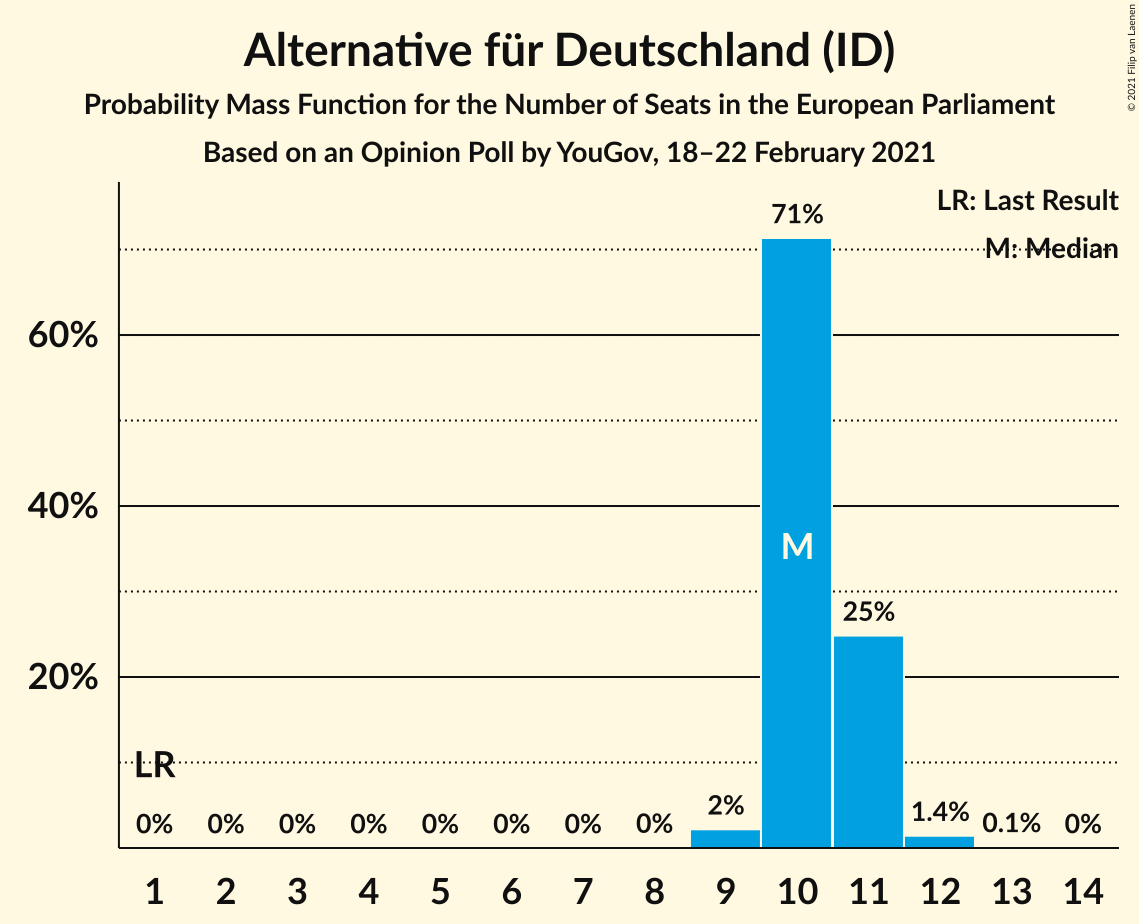 Alternative für Deutschland (ID)
Probability Mass Function for the Number of Seats in the European Parliament
Based on an Opinion Poll by YouGov, 18–22 February 2021
© 2021 Filip van Laenen
LR: Last Result
M: Median
71%
60%
40%
M
25%
20%
LR
0% 0% 0% 0% 0% 0% 0% 0% 2% 1.4% 0.1% 0%
1 2 3 4 5 6 7 8 9 10 11 12 13 14